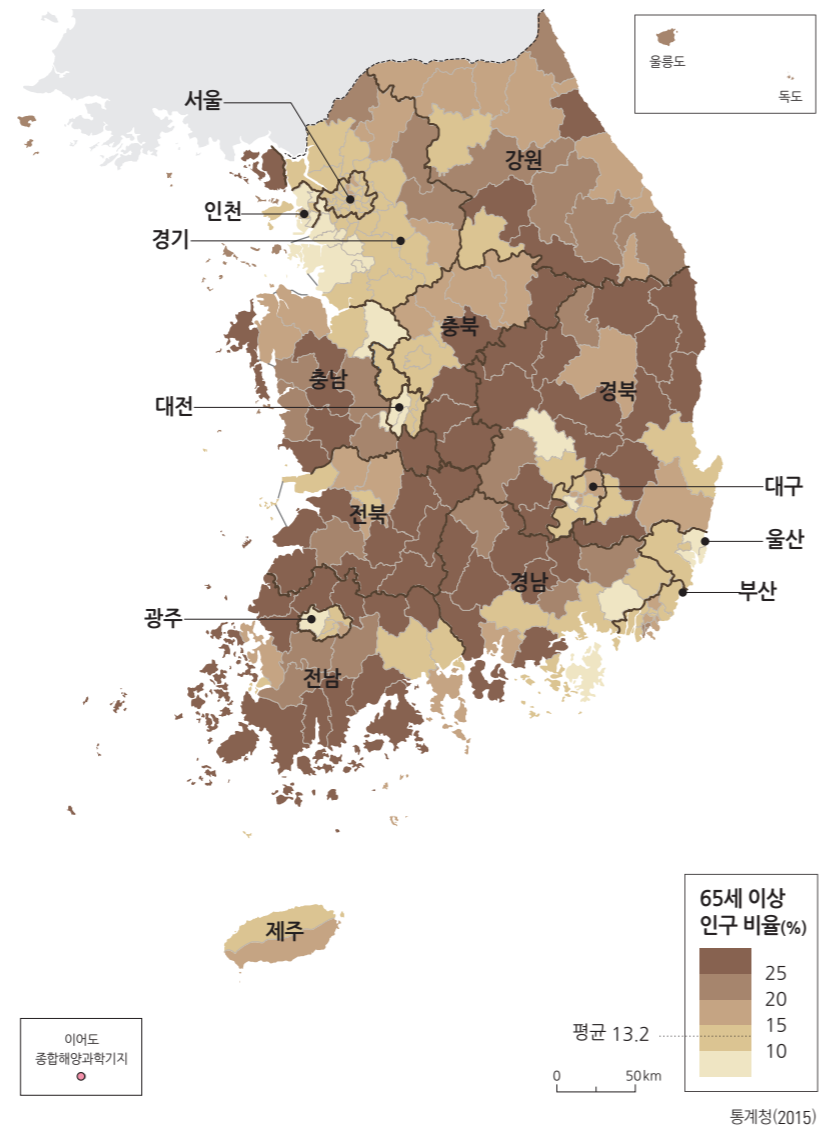 울릉도
독도
서울
강원
인천
경기
충북
충남
경북
대전
대구
전북
울산
경남
부산
광주
전남
제주
65세 이상
인구 비율(%)
25
20
15
10
평균 13.2
0 50km
이어도
종합해양과학기지
통계청(2015)